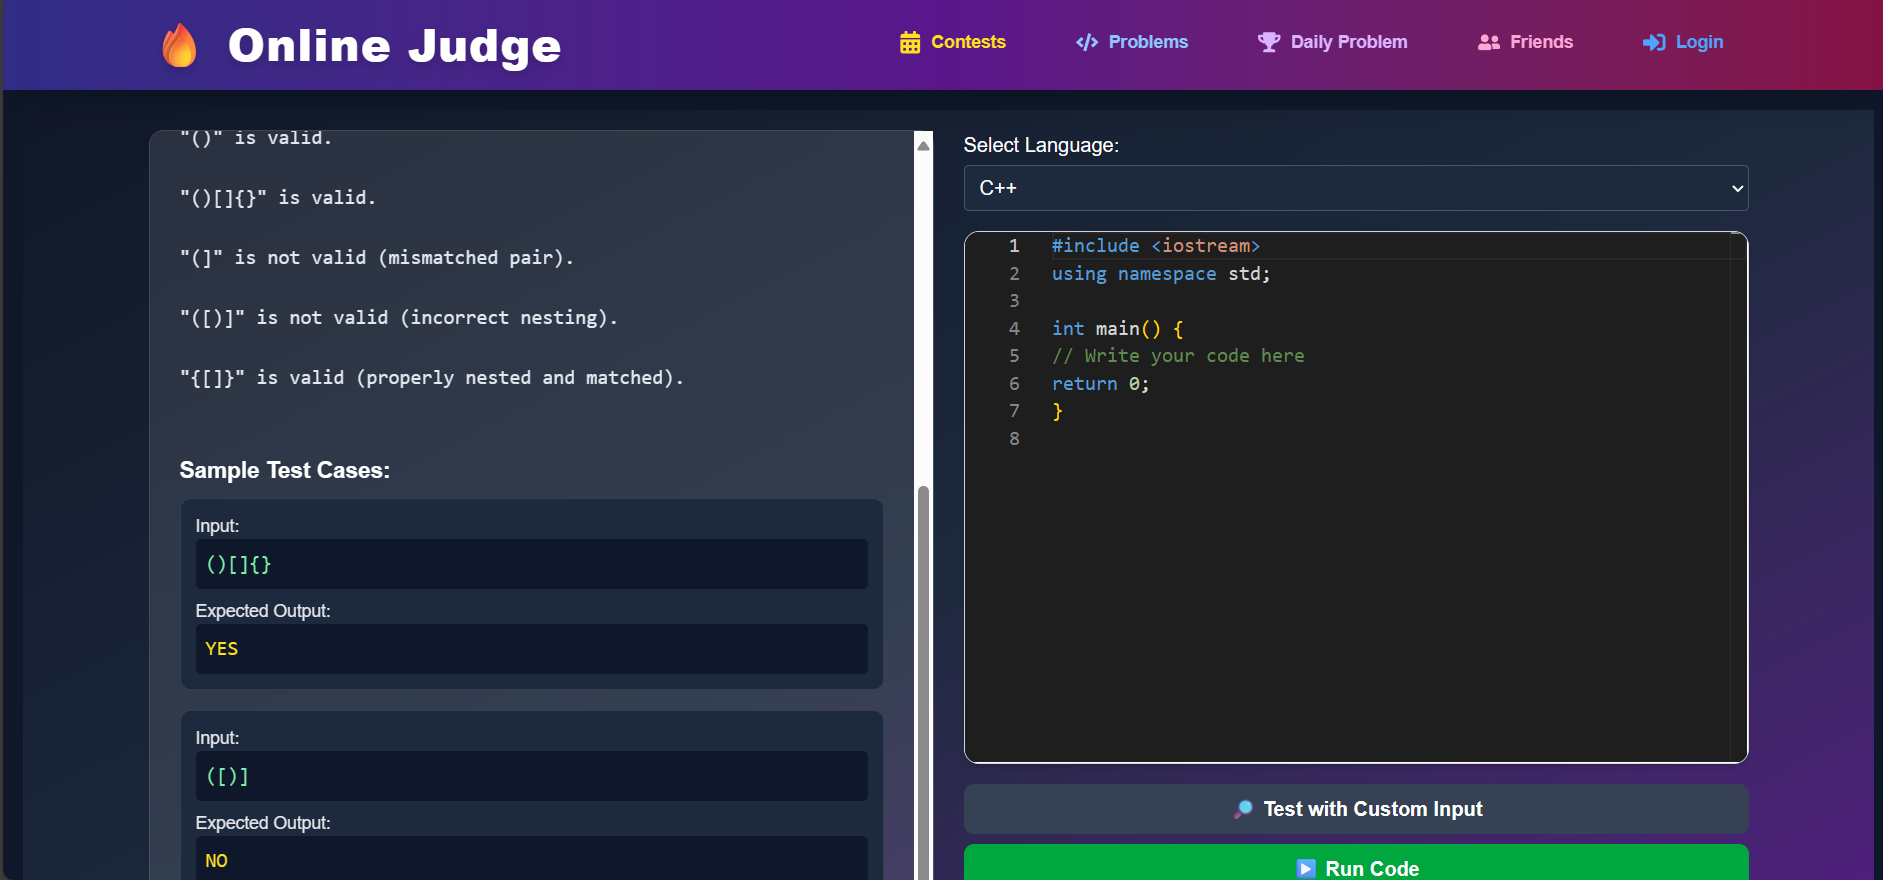 Online Judge
Contests
Problems
Daily Problem
Friends
Login
"()" is valid.
"()[]{}" is valid.
"(]" is not valid (mismatched pair).
"([)]" is not valid (incorrect nesting).
"{[]}" is valid (properly nested and matched).
Sample Test Cases:
Input:
()[]{}
Expected Output:
YES
Input:
([)]
Expected Output:
NO
Select Language:
C++
1 #include <iostream>
2 using namespace std;
3
4 int main() {
5 // Write your code here
6 return 0;
7 }
8
Test with Custom Input
Run Code